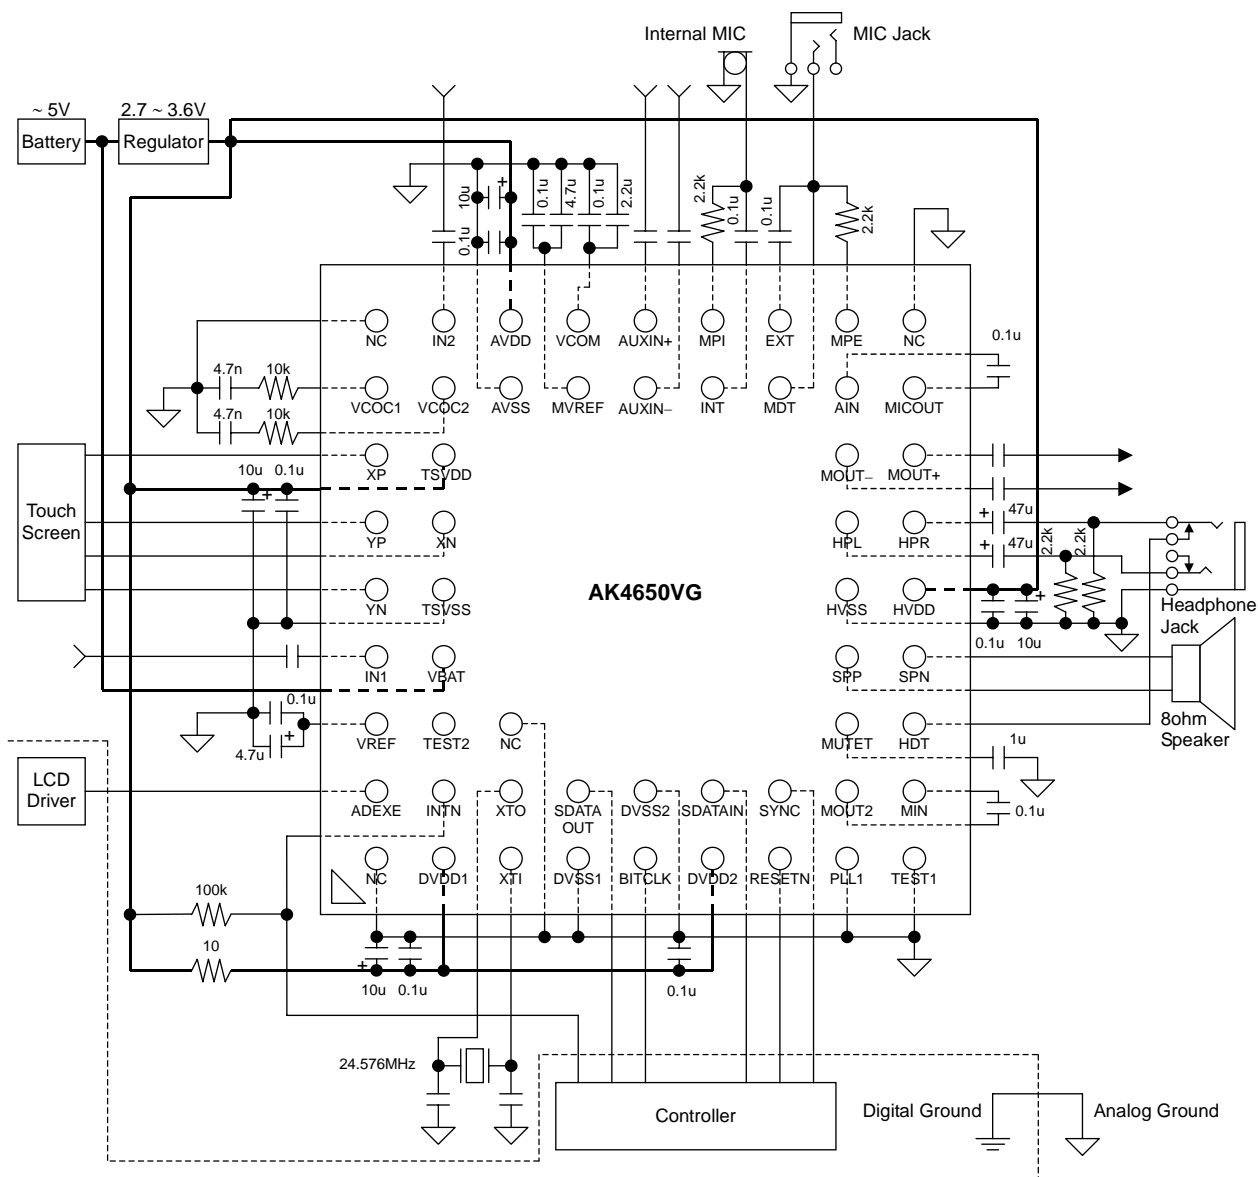 Internal MIC
MIC Jack
~ 5V
2.7 ~ 3.6V
Battery
Regulator
10u
+
0.1u
0.1u
4.7u
0.1u
2.2u
2.2k
0.1u
0.1u
2.2k
NC
IN2
AVDD
VCOM
AUXIN+
MPI
EXT
MPE
NC
0.1u
4.7n
10k
VCOC1
VCOC2
AVSS
MVREF
AUXIN−
INT
MDT
AIN
MICOUT
4.7n
10k
XP
TSVDD
MOUT−
MOUT+
10u
0.1u
+
Touch
Screen
YP
XN
HPL
HPR
+
47u
+
47u
2.2k
2.2k
AK4650VG
YN
TSVSS
HVSS
HVDD
+
0.1u
10u
Headphone
Jack
IN1
VBAT
SPP
SPN
8ohm
Speaker
0.1u
+
4.7u
VREF
TEST2
NC
MUTET
HDT
1u
LCD
Driver
ADEXE
INTN
XTO
SDATA
OUT
DVSS2
SDATAIN
SYNC
MOUT2
MIN
0.1u
NC
DVDD1
XTI
DVSS1
BITCLK
DVDD2
RESETN
PLL1
TEST1
100k
10
+
10u
0.1u
0.1u
24.576MHz
Controller
Digital Ground
Analog Ground